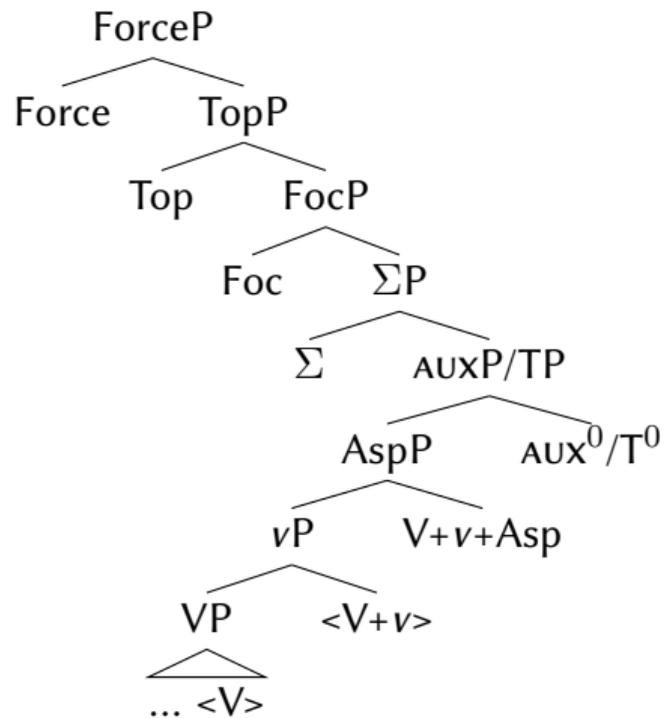 ForceP
Force TopP
Top FocP
Foc ΣP
Σ AUXP/TP
AspP AUX⁰/T⁰
vP V+v+Asp
VP <V+v>
... <V>